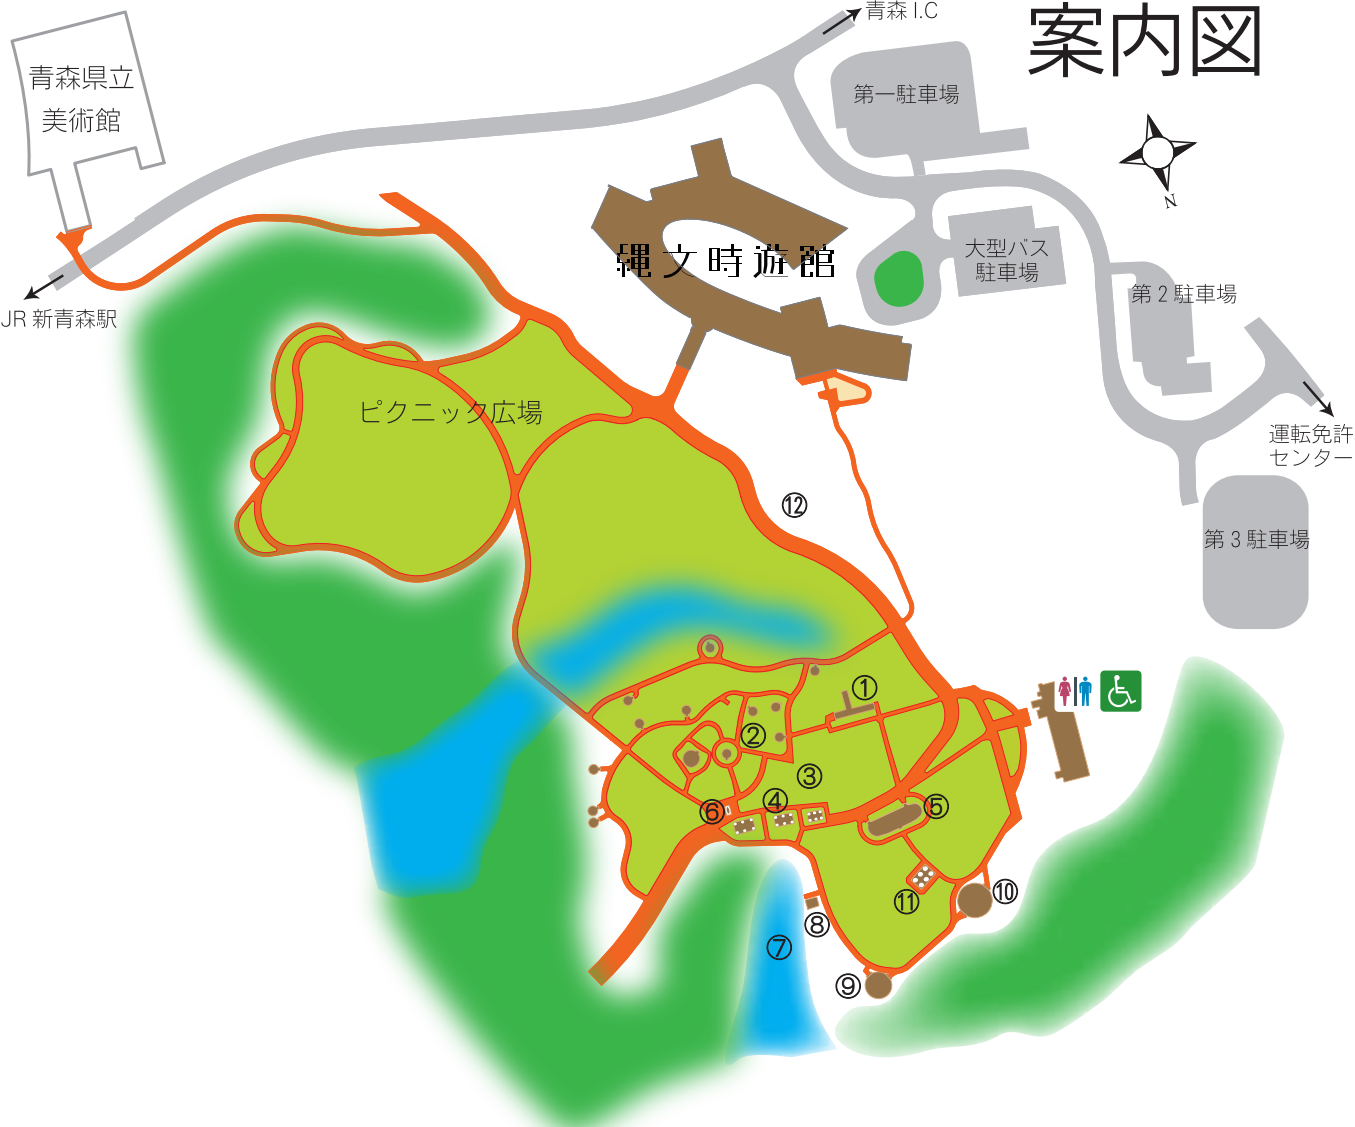 案内図
青森 I.C
青森県立
美術館
第一駐車場
N
大型バス
駐車場
縄文時遊館
第 2 駐車場
JR 新青森駅
ピクニック広場
運転免許
センター
⑫
第 3 駐車場
①
②
③
④
⑤
⑥
⑩
⑪
⑧
⑦
⑨